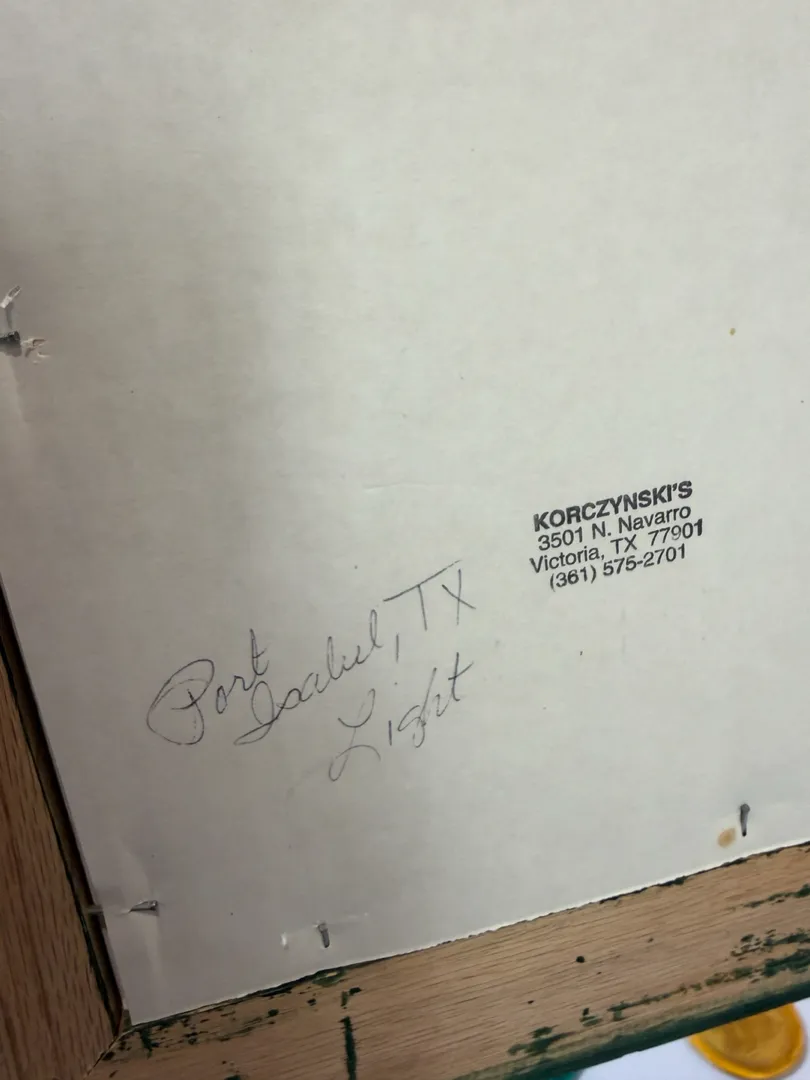 KORCZYNSKI'S
3501 N. Navarro
Victoria, TX 77901
(361) 575-2701
Port
Isabel, TX
Light